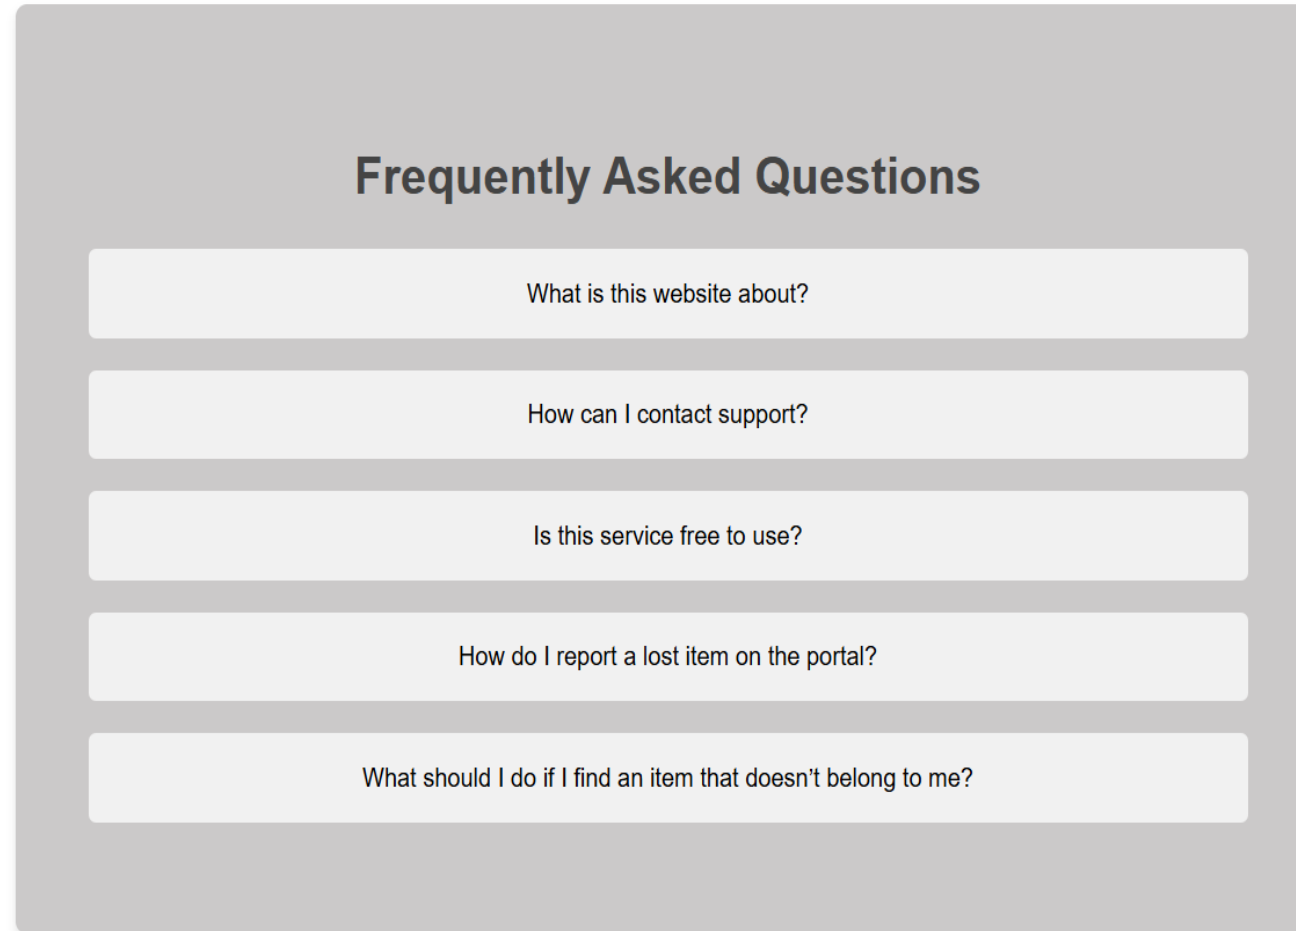 Frequently Asked Questions
What is this website about?
How can I contact support?
Is this service free to use?
How do I report a lost item on the portal?
What should I do if I find an item that doesn’t belong to me?